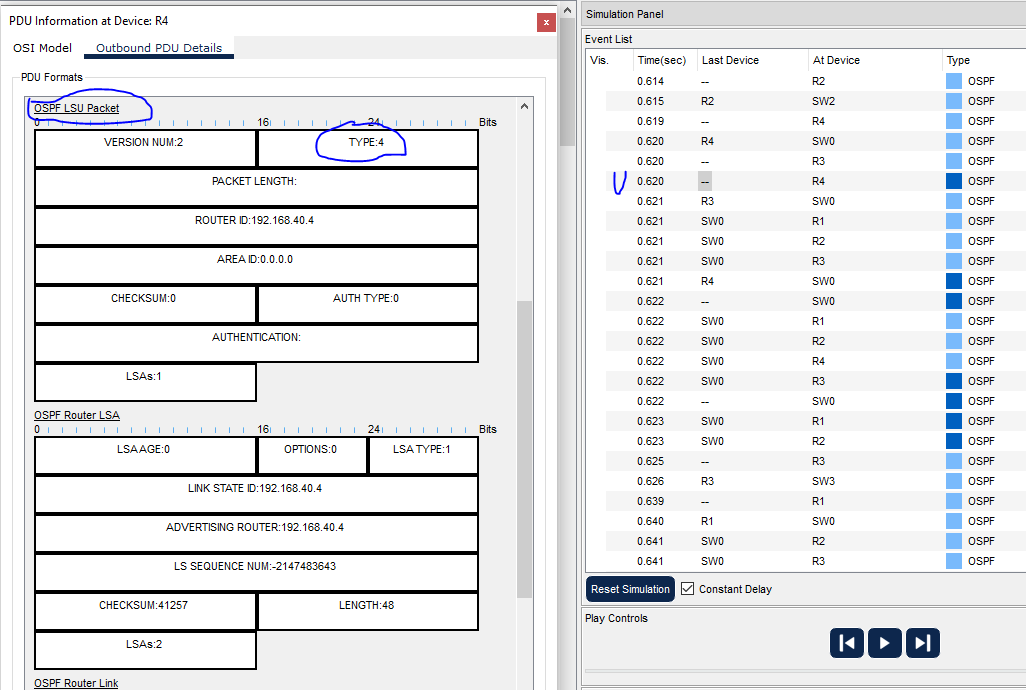 PDU Information at Device: R4
x
OSI Model Outbound PDU Details
PDU Formats
OSPF LSU Packet
0 16 24 Bits
VERSION NUM:2 TYPE:4
PACKET LENGTH:
ROUTER ID:192.168.40.4
AREA ID:0.0.0.0
CHECKSUM:0 AUTH TYPE:0
AUTHENTICATION:
LSAs:1
OSPF Router LSA
0 16 24 Bits
LSA AGE:0 OPTIONS:0 LSA TYPE:1
LINK STATE ID:192.168.40.4
ADVERTISING ROUTER:192.168.40.4
LS SEQUENCE NUM:-2147483643
CHECKSUM:41257 LENGTH:48
LSAs:2
OSPF Router Link
Simulation Panel
Event List
Vis. Time(sec) Last Device At Device Type
0.614 -- R2 OSPF
0.615 R2 SW2 OSPF
0.619 -- R4 OSPF
0.620 R4 SW0 OSPF
0.620 -- R3 OSPF
0.620 -- R4 OSPF
0.621 R3 SW0 OSPF
0.621 SW0 R1 OSPF
0.621 SW0 R2 OSPF
0.621 SW0 R3 OSPF
0.621 R4 SW0 OSPF
0.622 -- SW0 OSPF
0.622 SW0 R1 OSPF
0.622 SW0 R2 OSPF
0.622 SW0 R4 OSPF
0.622 SW0 R3 OSPF
0.622 -- SW0 OSPF
0.623 SW0 R1 OSPF
0.623 SW0 R2 OSPF
0.625 -- R3 OSPF
0.626 R3 SW3 OSPF
0.639 -- R1 OSPF
0.640 R1 SW0 OSPF
0.641 SW0 R2 OSPF
0.641 SW0 R3 OSPF
Reset Simulation Constant Delay
Play Controls